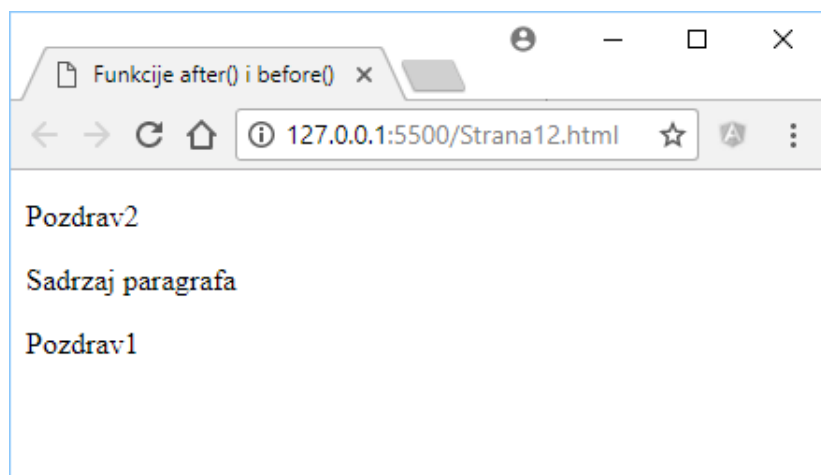 Funkcije after() i before()
127.0.0.1:5500/Strana12.html
Pozdrav2
Sadrzaj paragrafa
Pozdrav1